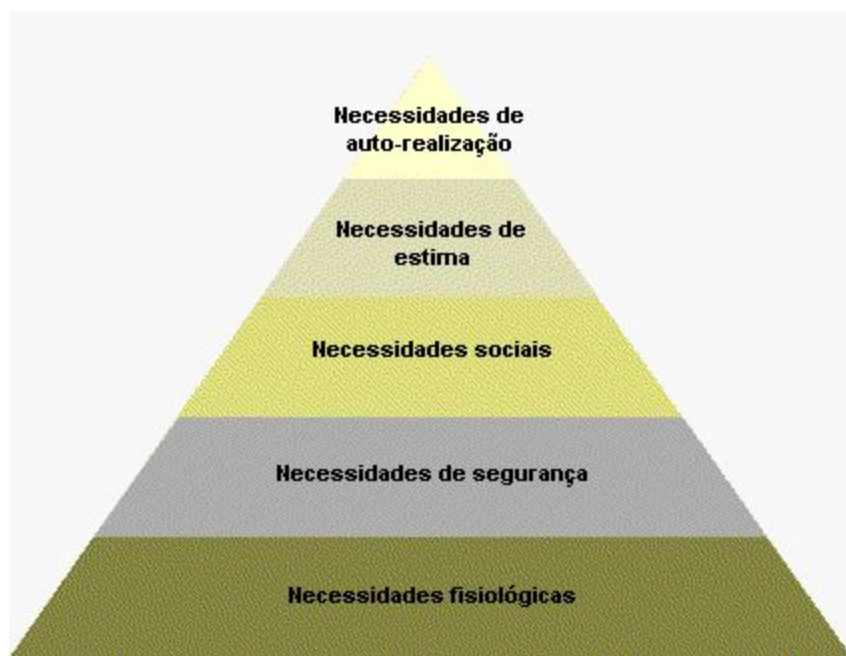 Necessidades de
auto-realização
Necessidades de
estima
Necessidades sociais
Necessidades de segurança
Necessidades fisiológicas